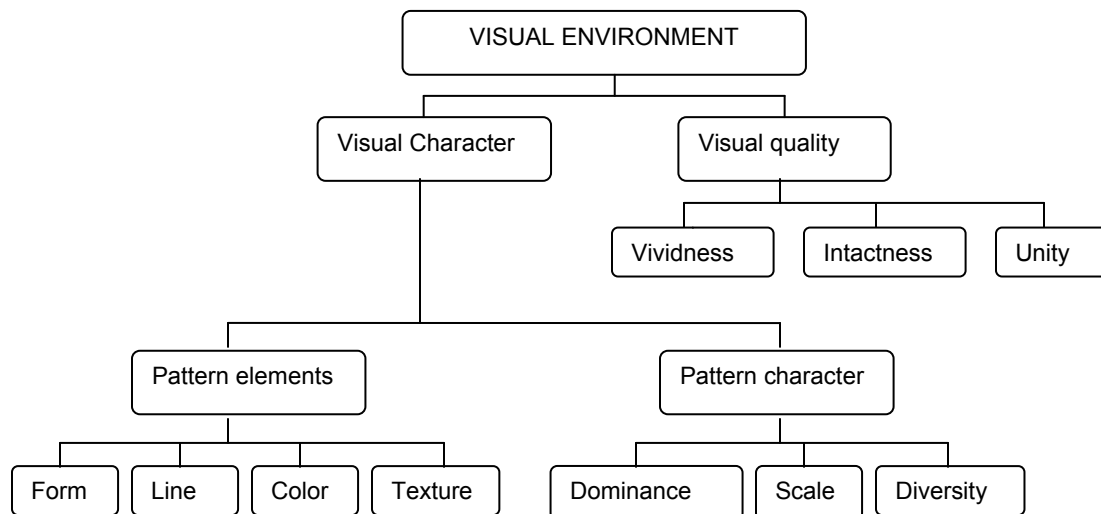 VISUAL ENVIRONMENT
Visual Character
Visual quality
Vividness
Intactness
Unity
Pattern elements
Pattern character
Form
Line
Color
Texture
Dominance
Scale
Diversity